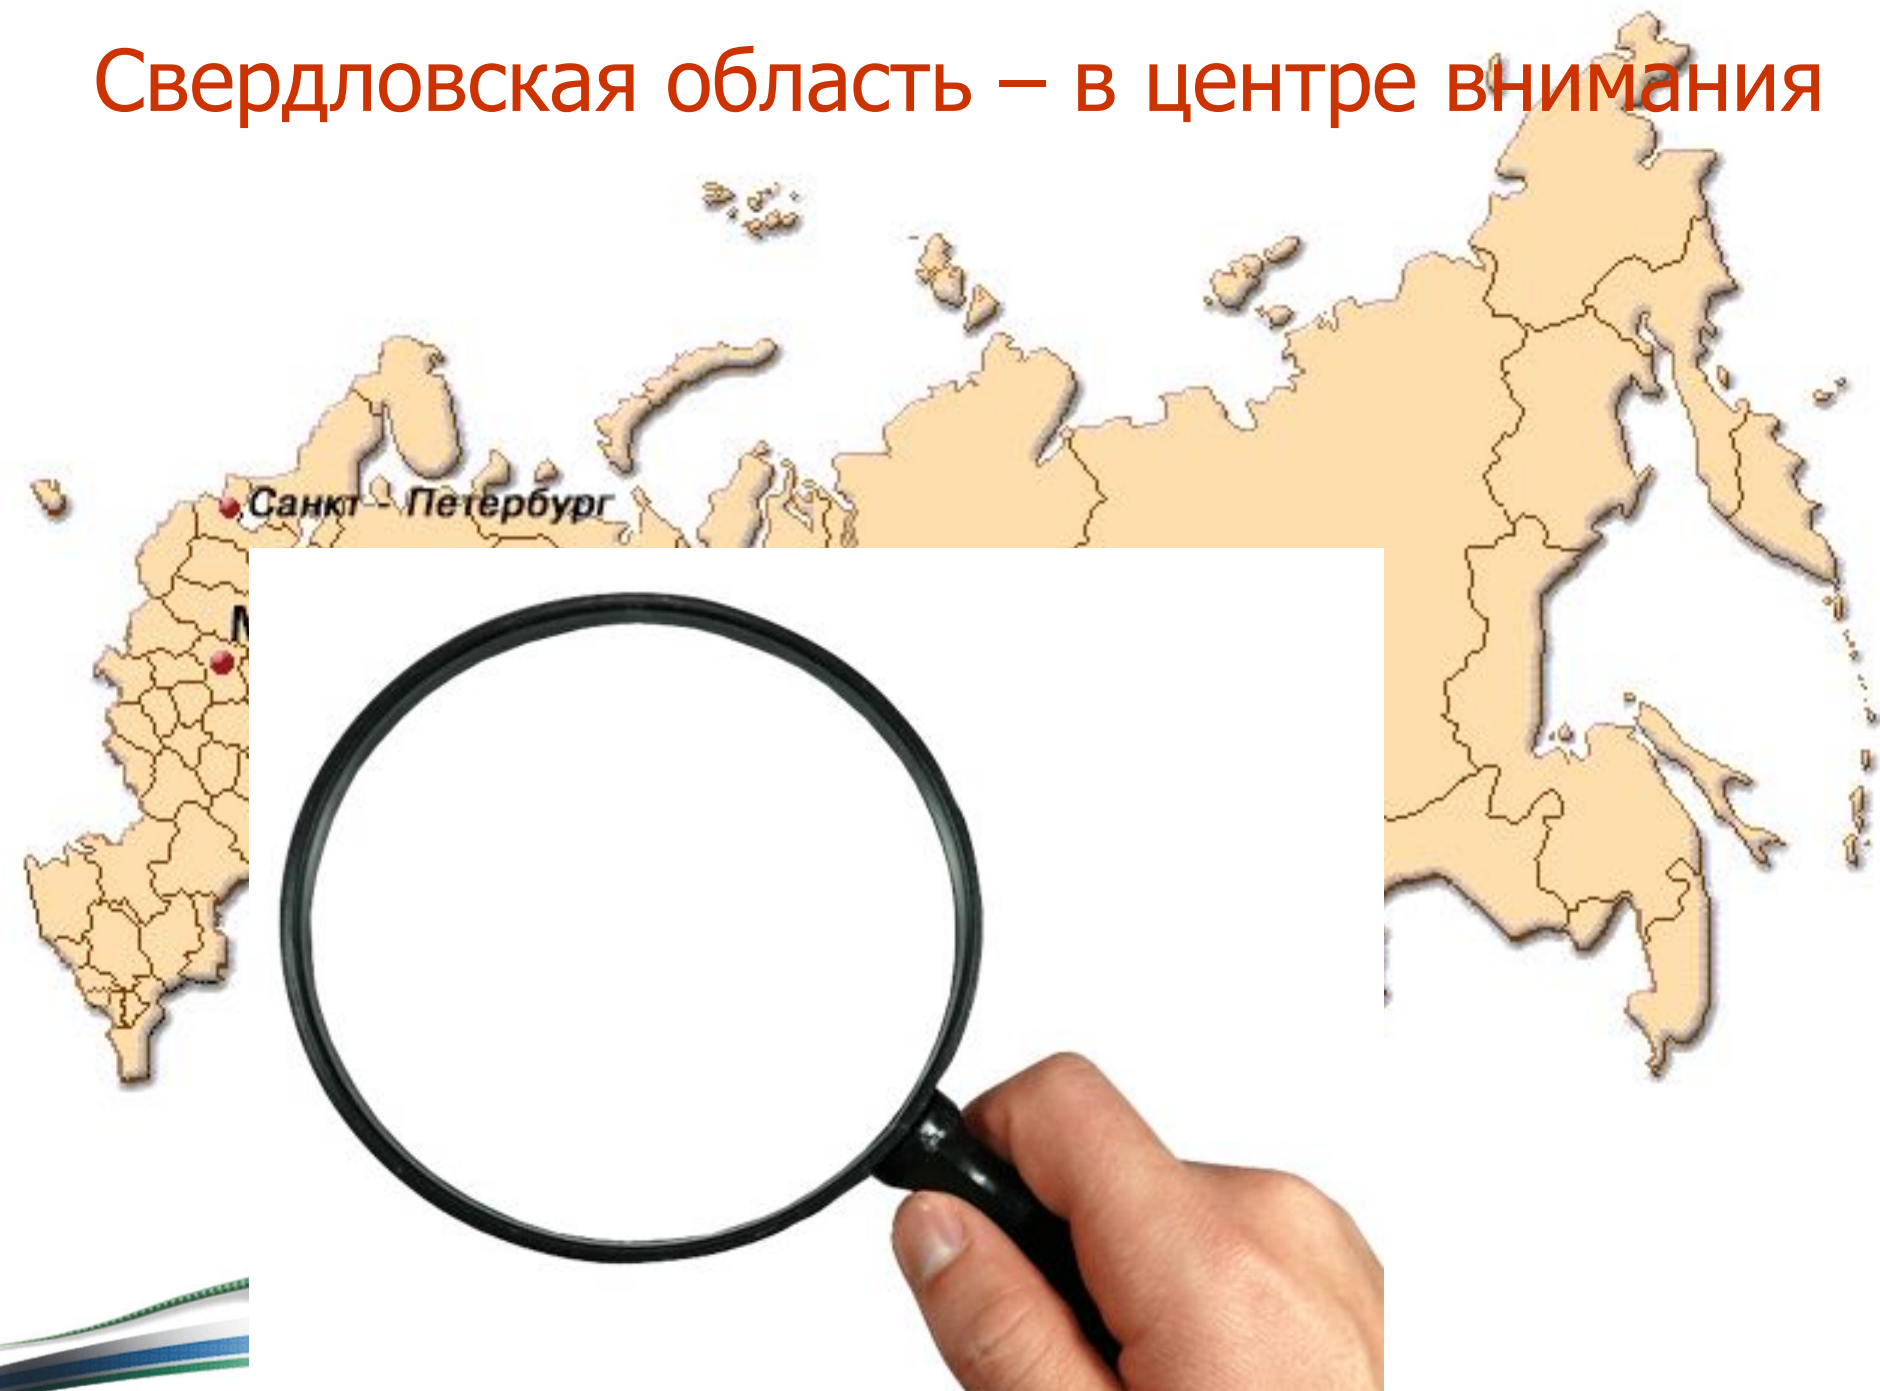 Свердловская область – в центре внимания
Санкт - Петербург